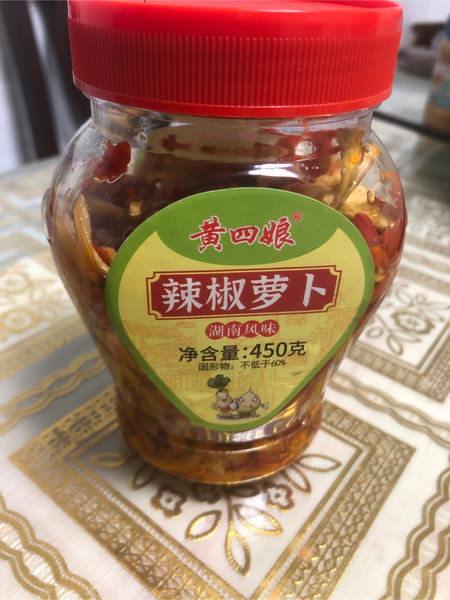 黄四娘®
辣椒萝卜
湖南风味
净含量:450克
固形物:不低于60%